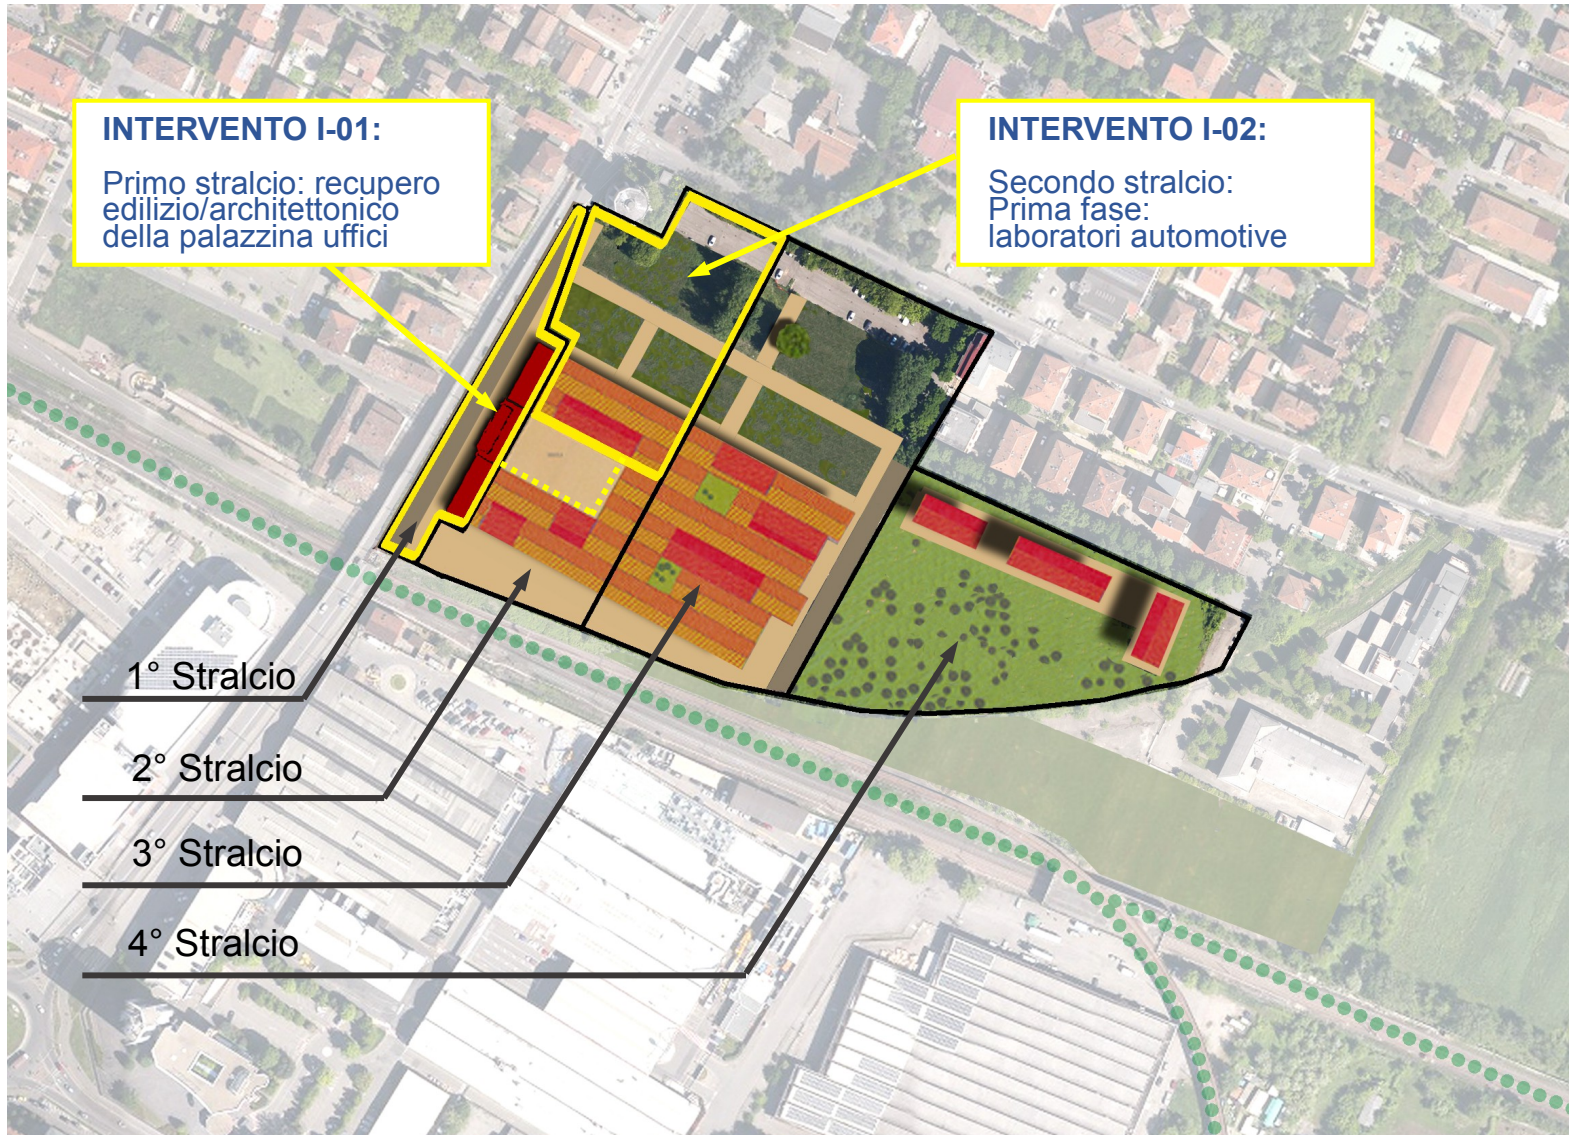 INTERVENTO I-01:
Primo stralcio: recupero
edilizio/architettonico
della palazzina uffici
INTERVENTO I-02:
Secondo stralcio:
Prima fase:
laboratori automotive
1° Stralcio
2° Stralcio
3° Stralcio
4° Stralcio